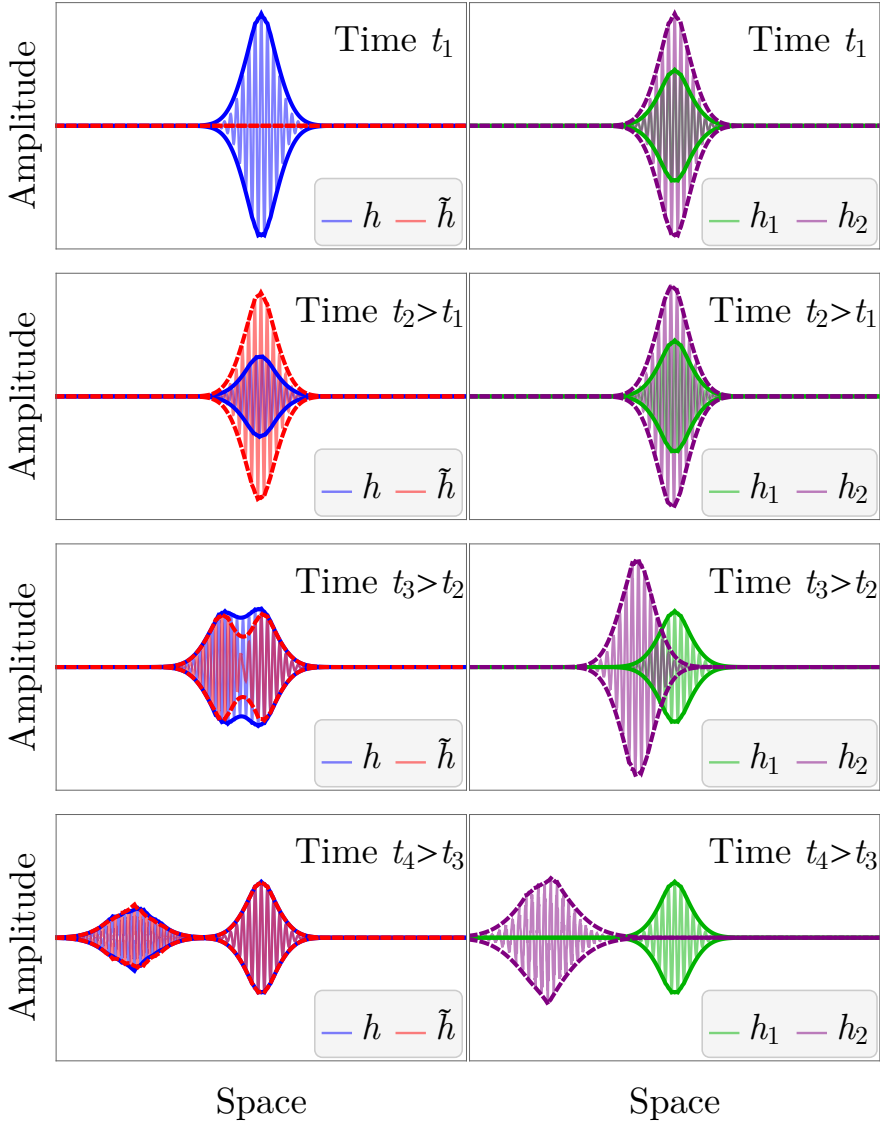 Amplitude
Time t₁
h h̃
Time t₁
h₁ h₂
Amplitude
Time t₂>t₁
h h̃
Time t₂>t₁
h₁ h₂
Amplitude
Time t₃>t₂
h h̃
Time t₃>t₂
h₁ h₂
Amplitude
Time t₄>t₃
h h̃
Time t₄>t₃
h₁ h₂
Space
Space